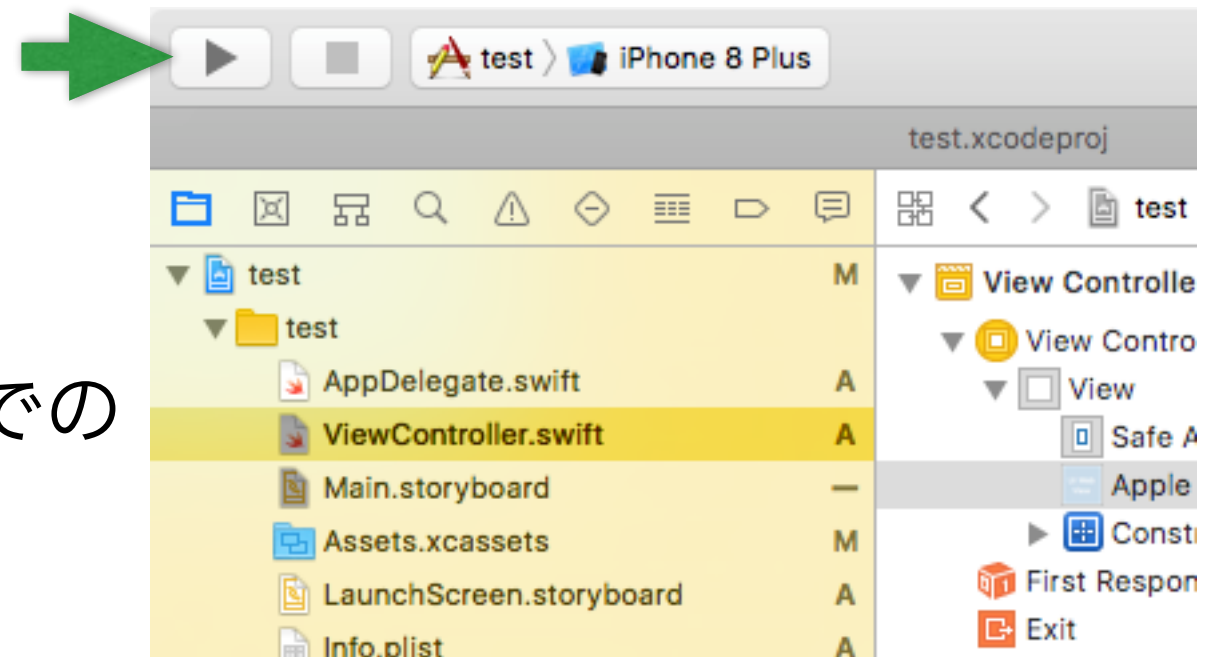 test 〉 iPhone 8 Plus
test.xcodeproj
test
test M
test
AppDelegate.swift A
ViewController.swift A
Main.storyboard —
Assets.xcassets M
LaunchScreen.storyboard A
Info.plist A
での
View Controlle
View Contro
View
Safe A
Apple
Constr
First Respon
Exit